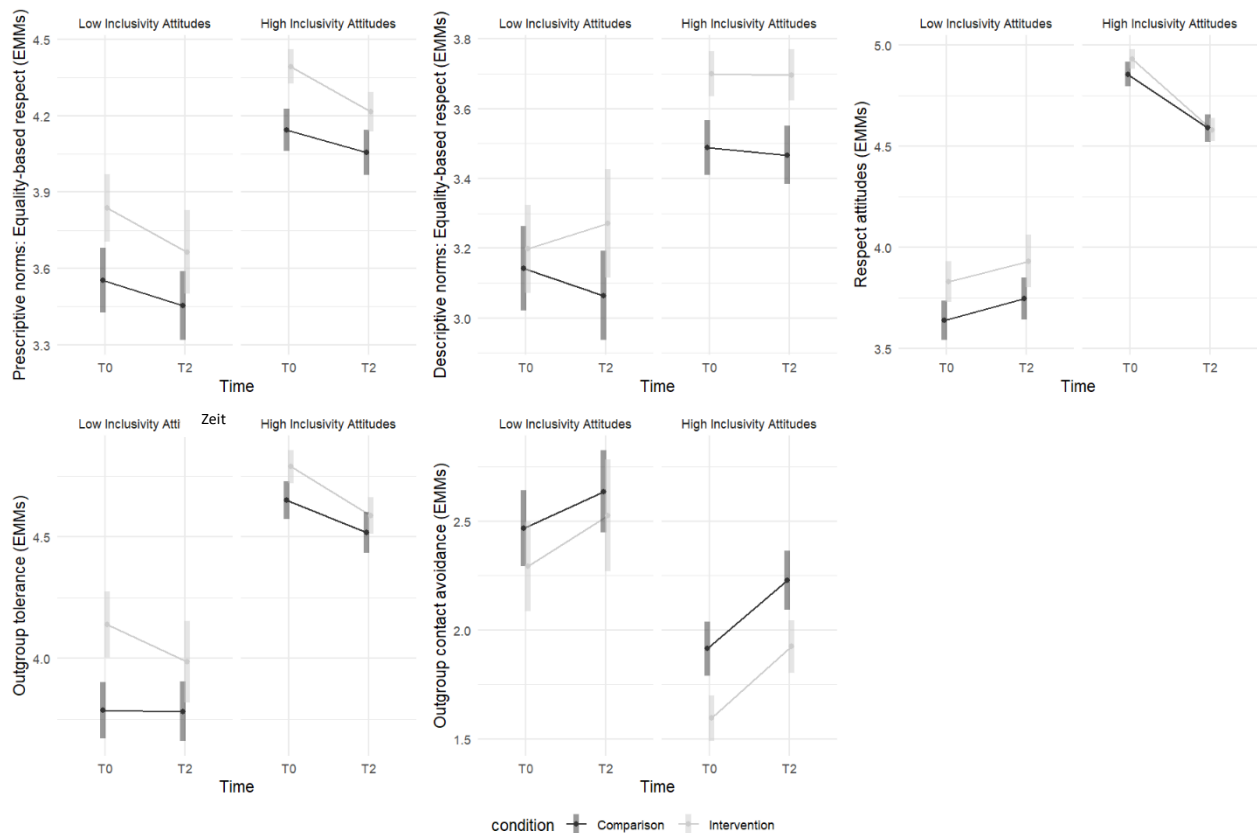 Low Inclusivity Attitudes
High Inclusivity Attitudes
Prescriptive norms: Equality-based respect (EMMs)
4.5
4.2
3.9
3.6
3.3
T0
T2
T0
T2
Time
Low Inclusivity Attitudes
High Inclusivity Attitudes
Descriptive norms: Equality-based respect (EMMs)
3.8
3.6
3.4
3.2
3.0
T0
T2
T0
T2
Time
Low Inclusivity Attitudes
High Inclusivity Attitudes
Respect attitudes (EMMs)
5.0
4.5
4.0
3.5
T0
T2
T0
T2
Time
Low Inclusivity Atti
Zeit
High Inclusivity Attitudes
Outgroup tolerance (EMMs)
4.5
4.0
T0
T2
T0
T2
Time
Low Inclusivity Attitudes
High Inclusivity Attitudes
Outgroup contact avoidance (EMMs)
2.5
2.0
1.5
T0
T2
T0
T2
Time
condition
Comparison
Intervention